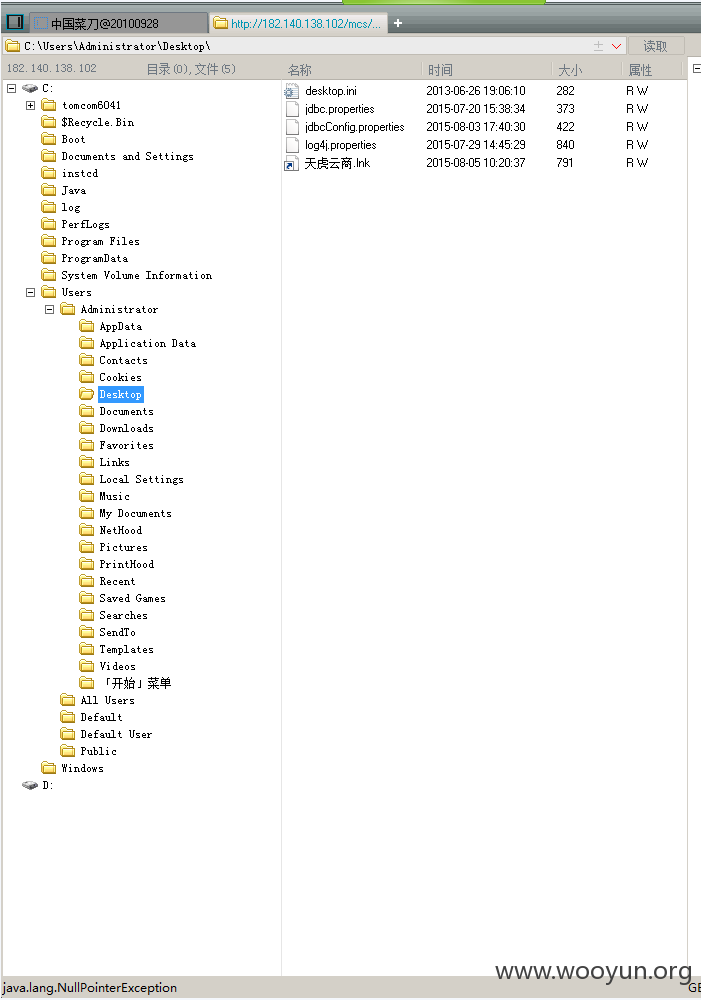 中国菜刀@20100928
http://182.140.138.102/mcs/...
+
C:\Users\Administrator\Desktop\
读取
182.140.138.102 目录(0),文件(5)
名称 时间 大小 属性
C:
desktop.ini 2013-06-26 19:06:10 282 R W
tomcom6041
jdbc.properties 2015-07-20 15:38:34 373 R W
$Recycle.Bin
jdbcConfig.properties 2015-08-03 17:40:30 422 R W
Boot
log4j.properties 2015-07-29 14:45:29 840 R W
Documents and Settings
天虎云商.lnk 2015-08-05 10:20:37 791 R W
instcd
Java
log
PerfLogs
Program Files
ProgramData
System Volume Information
Users
Administrator
AppData
Application Data
Contacts
Cookies
Desktop
Documents
Downloads
Favorites
Links
Local Settings
Music
My Documents
NetHood
Pictures
PrintHood
Recent
Saved Games
Searches
SendTo
Templates
Videos
「开始」菜单
All Users
Default
Default User
Public
Windows
D:
www.wooyun.org
java.lang.NullPointerException